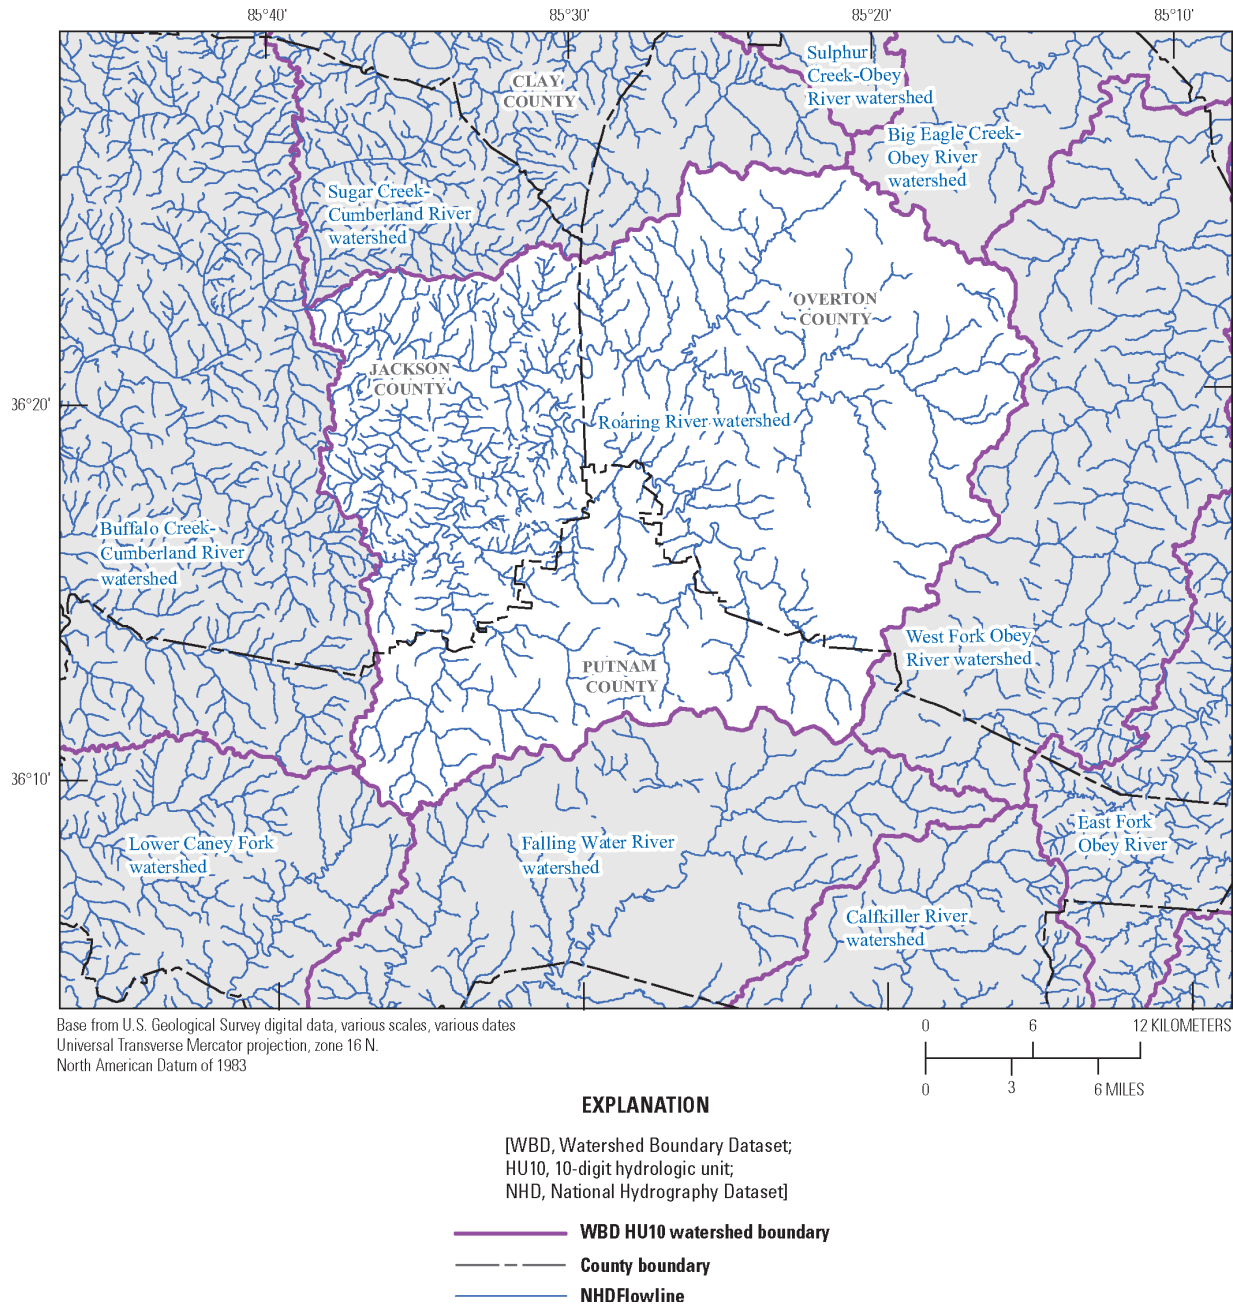 85°40'
85°30'
85°20'
85°10'
Sulphur
Creek-Obey
River watershed
CLAY
COUNTY
Big Eagle Creek-
Obey River
watershed
Sugar Creek-
Cumberland River
watershed
OVERTON
COUNTY
JACKSON
COUNTY
36°20'
Roaring River watershed
Buffalo Creek-
Cumberland River
watershed
West Fork Obey
River watershed
PUTNAM
COUNTY
36°10'
East Fork
Obey River
Lower Caney Fork
watershed
Falling Water River
watershed
Calfkiller River
watershed
Base from U.S. Geological Survey digital data, various scales, various dates
Universal Transverse Mercator projection, zone 16 N.
North American Datum of 1983
0 6 12 KILOMETERS
0 3 6 MILES
EXPLANATION
[WBD, Watershed Boundary Dataset;
HU10, 10-digit hydrologic unit;
NHD, National Hydrography Dataset]
WBD HU10 watershed boundary
County boundary
NHDFlowline